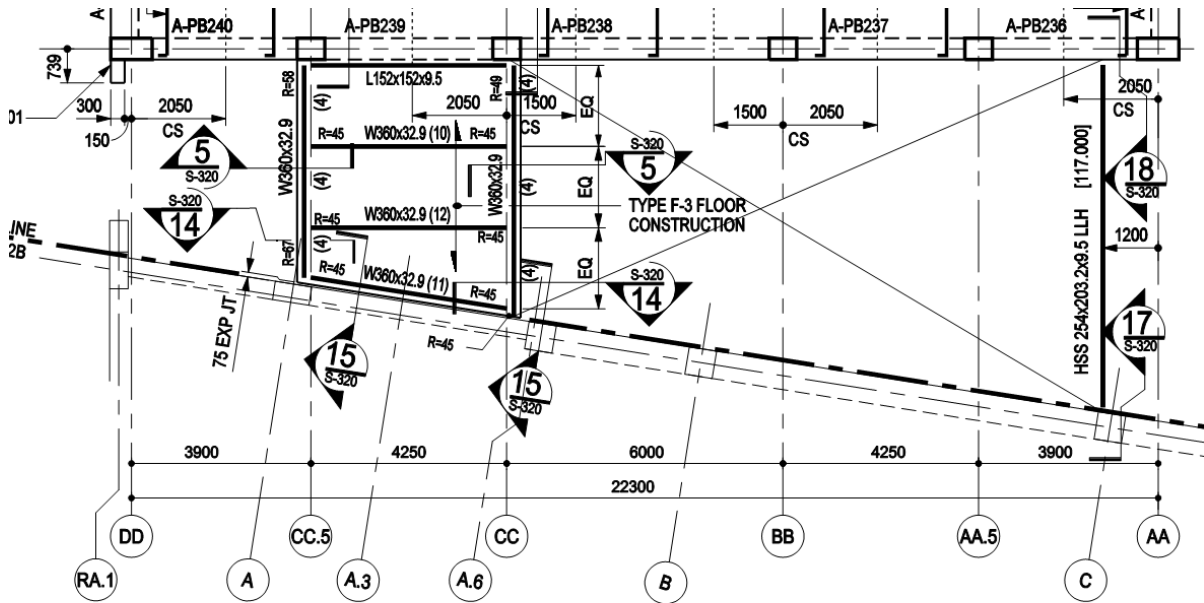 A-PB240
A-PB239
A-PB238
A-PB237
A-PB236
739
01
300
150
2050
R=58
(4)
L152x152x9.5
R=49
(4)
2050
1500
CS
EQ
1500
2050
CS
2050
CS
W360x32.9
R=45
W360x32.9 (10)
R=45
5
S-320
(4)
W360x32.9
(4)
EQ
S-320
5
[117.000]
18
S-320
S-320
14
TYPE F-3 FLOOR
CONSTRUCTION
R=45
W360x32.9 (12)
R=45
R=67
(4)
R=45
W360x32.9 (11)
R=45
(4)
EQ
S-320
14
1200
HSS 254x203.2x9.5 LLH
17
S-320
LINE
2B
75 EXP JT
R=45
15
S-320
15
S-320
3900
4250
6000
4250
3900
22300
DD
CC.5
CC
BB
AA.5
AA
RA.1
A
A.3
A.6
B
C